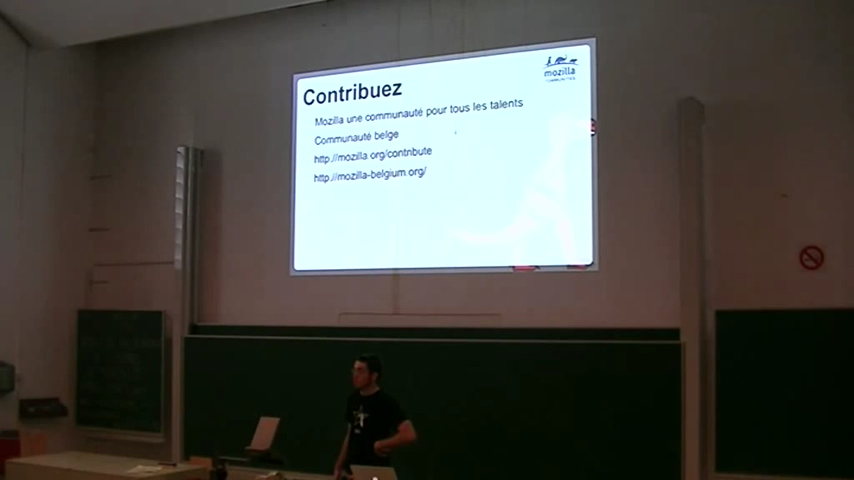 Contribuez
mozilla
Mozilla une communauté pour tous les talents
Communauté belge
http://mozilla.org/contribute
http://mozilla-belgium.org/